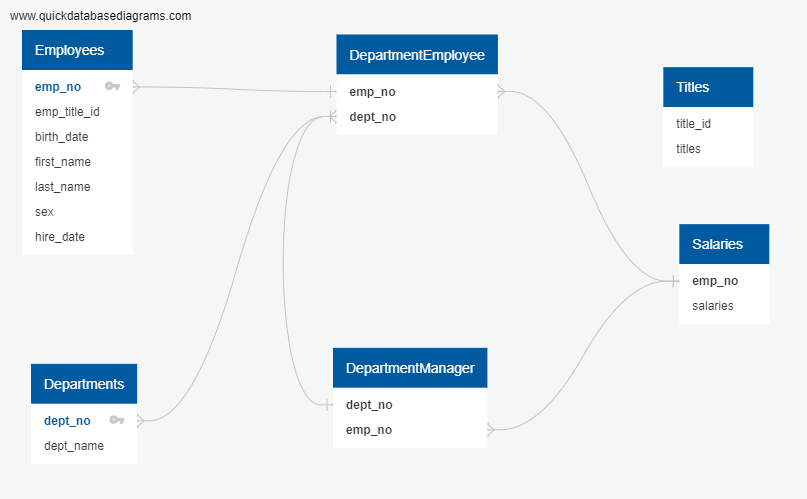 www.quickdatabasediagrams.com
Employees
emp_no
emp_title_id
birth_date
first_name
last_name
sex
hire_date
DepartmentEmployee
emp_no
dept_no
Titles
title_id
titles
Salaries
emp_no
salaries
Departments
dept_no
dept_name
DepartmentManager
dept_no
emp_no